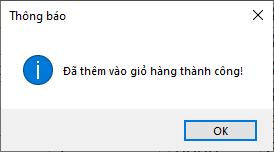 Thông báo
Đã thêm vào giỏ hàng thành công!
OK